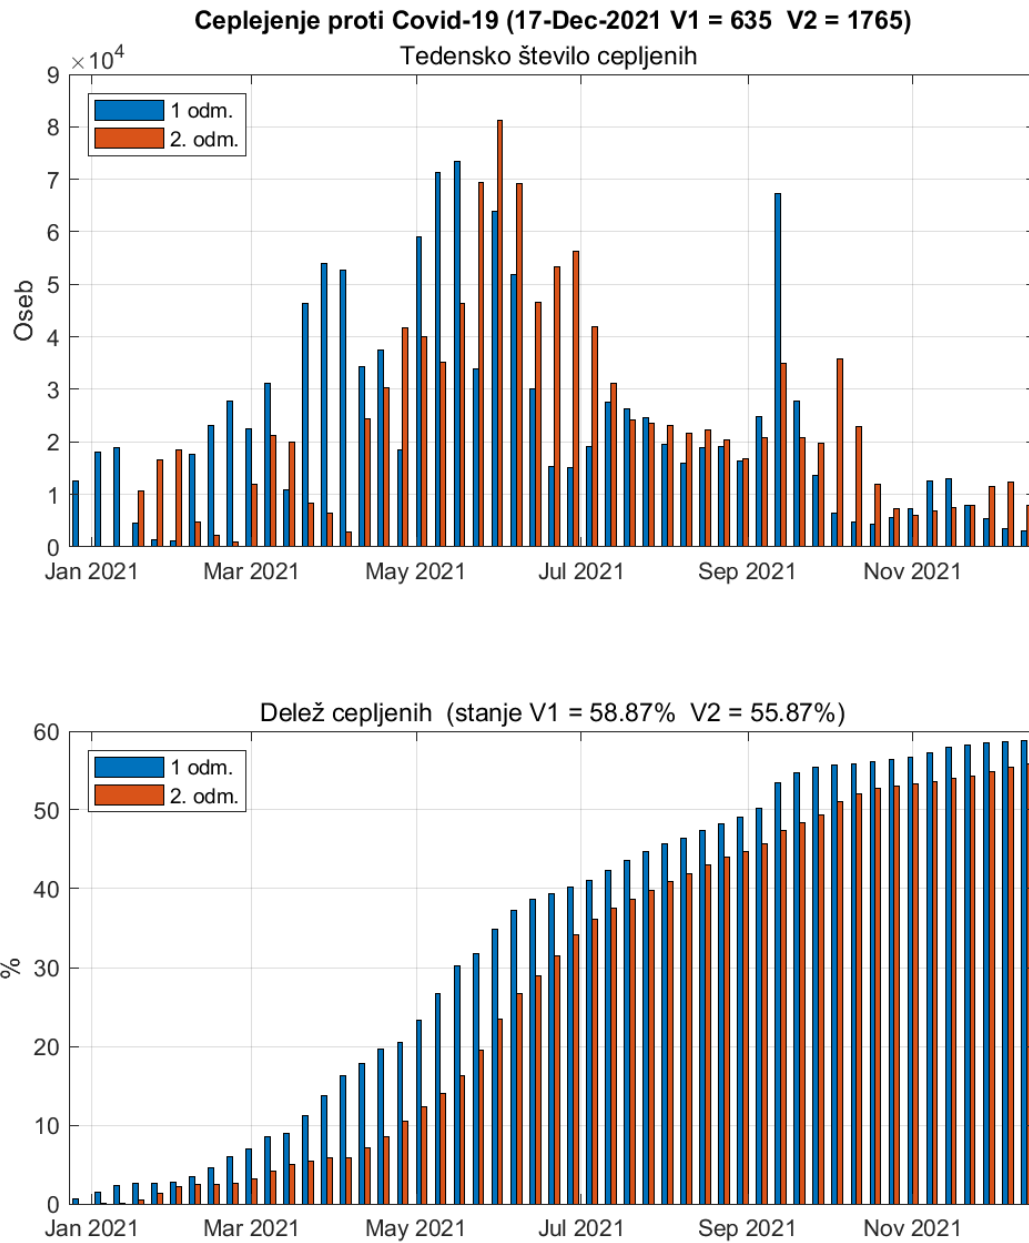 Ceplejenje proti Covid-19 (17-Dec-2021 V1 = 635  V2 = 1765)
×10⁴
Tedensko število cepljenih
9
8
7
6
5
4
3
2
1
0
Oseb
1 odm.
2. odm.
Jan 2021
Mar 2021
May 2021
Jul 2021
Sep 2021
Nov 2021
Delež cepljenih  (stanje V1 = 58.87%  V2 = 55.87%)
60
50
40
30
20
10
0
%
1 odm.
2. odm.
Jan 2021
Mar 2021
May 2021
Jul 2021
Sep 2021
Nov 2021